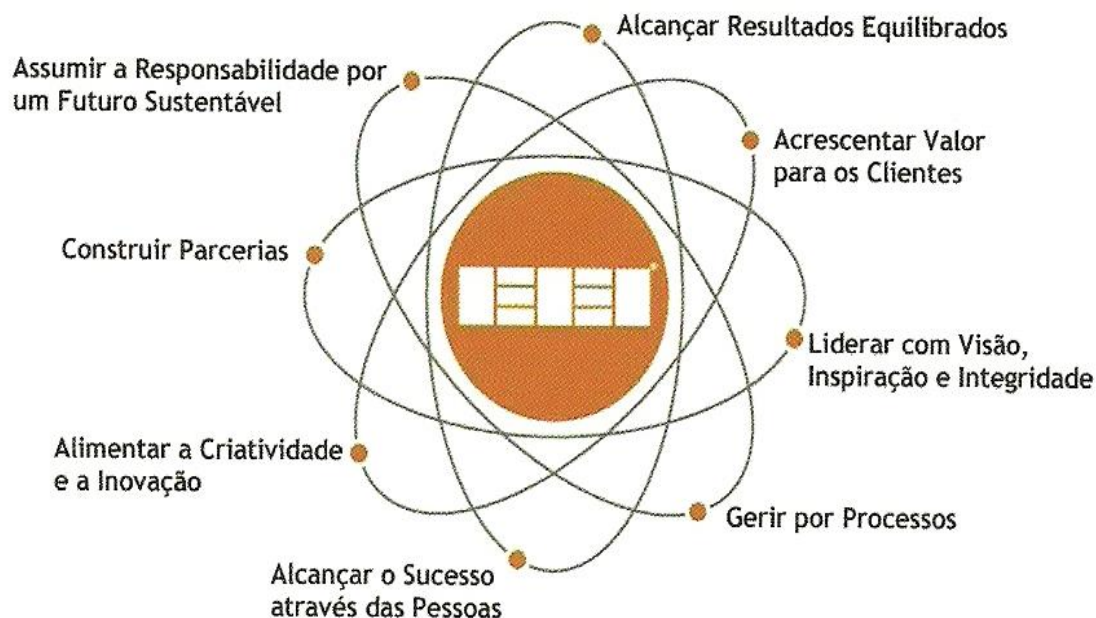 Alcançar Resultados Equilibrados
Assumir a Responsabilidade por
um Futuro Sustentável
Acrescentar Valor
para os Clientes
Construir Parcerias
Liderar com Visão,
Inspiração e Integridade
Alimentar a Criatividade
e a Inovação
Gerir por Processos
Alcançar o Sucesso
através das Pessoas